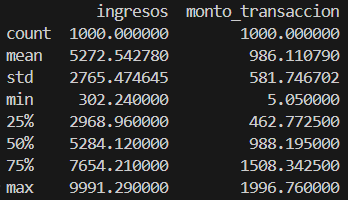 ingresos monto_transaccion
count 1000.000000 1000.000000
mean 5272.542780 986.110790
std 2765.474645 581.746702
min 302.240000 5.050000
25% 2968.960000 462.772500
50% 5284.120000 988.195000
75% 7654.210000 1508.342500
max 9991.290000 1996.760000